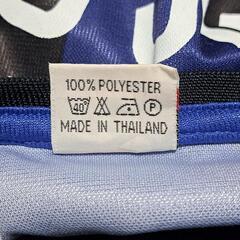 100% POLYESTER
40 P
MADE IN THAILAND